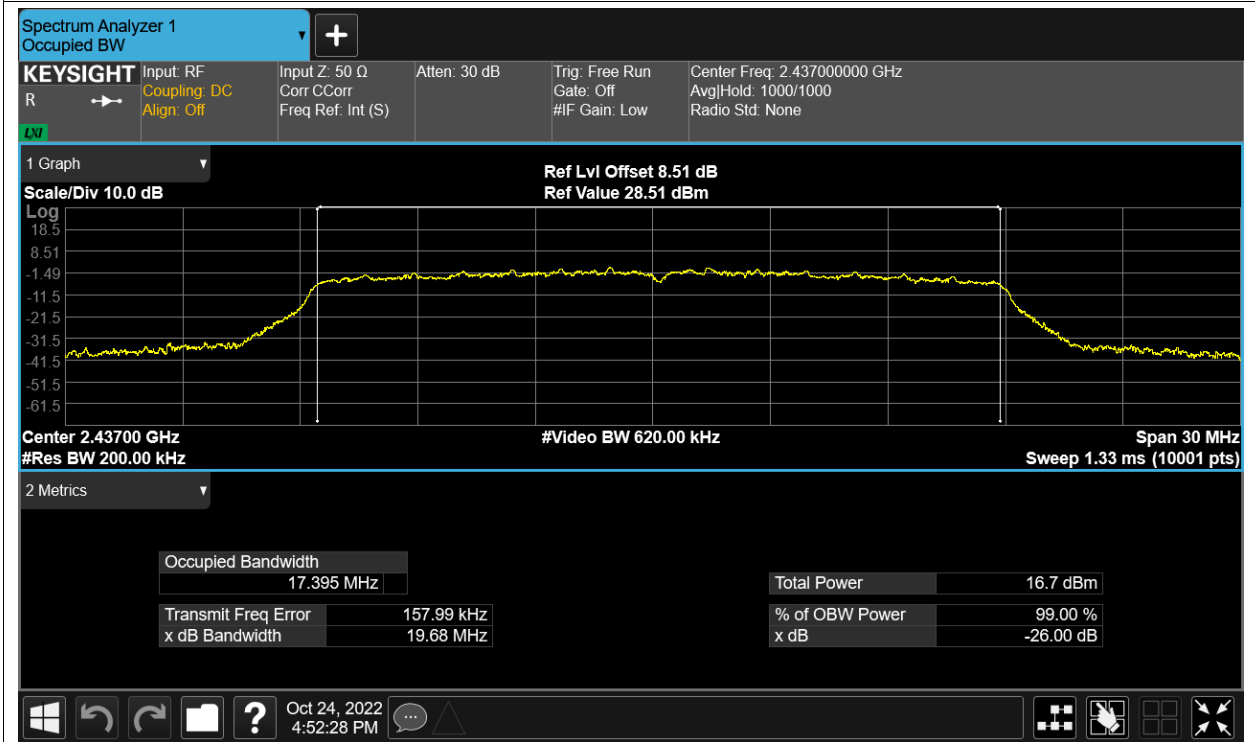 Spectrum Analyzer 1
Occupied BW
KEYSIGHT
R
LXI
Input: RF
Coupling: DC
Align: Off
Input Z: 50 Ω
Corr CCorr
Freq Ref: Int (S)
Atten: 30 dB
Trig: Free Run
Gate: Off
#IF Gain: Low
Center Freq: 2.437000000 GHz
Avg|Hold: 1000/1000
Radio Std: None
1 Graph
Scale/Div 10.0 dB
Ref Lvl Offset 8.51 dB
Ref Value 28.51 dBm
Log
18.5
8.51
-1.49
-11.5
-21.5
-31.5
-41.5
-51.5
-61.5
Center 2.43700 GHz
#Video BW 620.00 kHz
Span 30 MHz
#Res BW 200.00 kHz
Sweep 1.33 ms (10001 pts)
2 Metrics
Occupied Bandwidth
17.395 MHz
Total Power 16.7 dBm
Transmit Freq Error 157.99 kHz
% of OBW Power 99.00 %
x dB Bandwidth 19.68 MHz
x dB -26.00 dB
?
Oct 24, 2022
4:52:28 PM